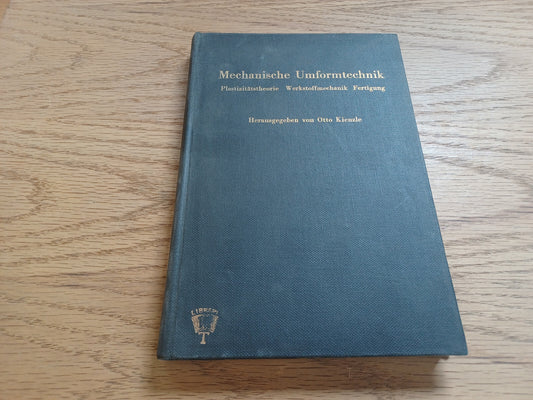 Mechanische Umformtechnik
Plastizitätstheorie Werkstoffmechanik Fertigung
Herausgegeben von Otto Kienzle